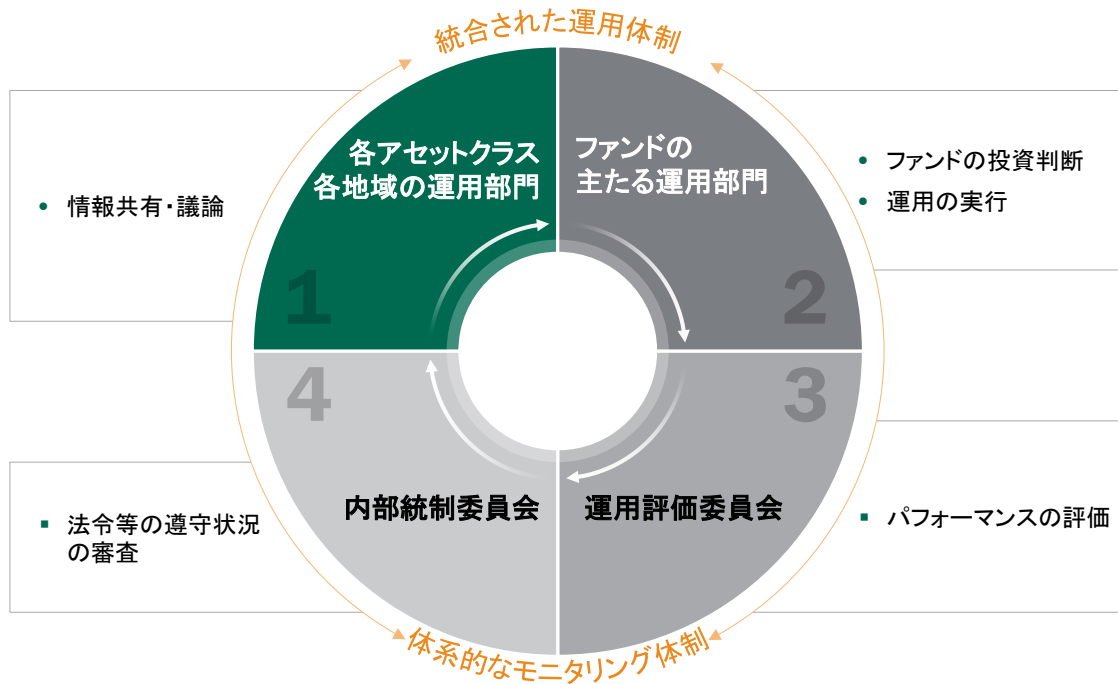 統合された運用体制
各アセットクラス
各地域の運用部門
1
• 情報共有・議論
ファンドの
主たる運用部門
2
• ファンドの投資判断
• 運用の実行
3
運用評価委員会
▪ パフォーマンスの評価
4
内部統制委員会
▪ 法令等の遵守状況
の審査
体系的なモニタリング体制